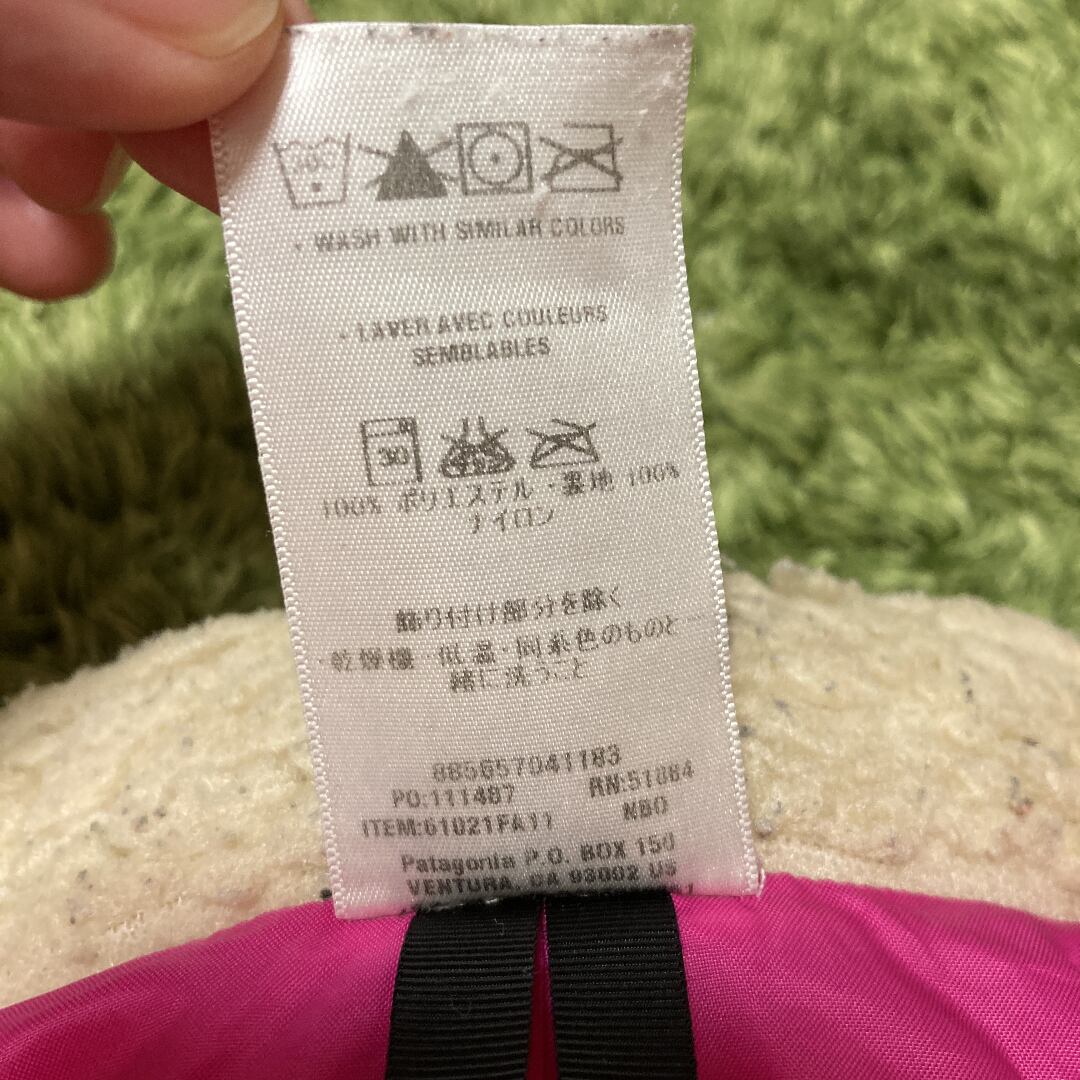 · WASH WITH SIMILAR COLORS
· LAVER AVEC COULEURS
SEMBLABLES
30
100% ポリエステル・裏地 100%
ナイロン
飾り付け部分を除く
・乾燥機 低温・同系色のものと一
緒に洗うこと
885657041183
PO:111487 RN:51884
ITEM:61021FA11 NBO
Patagonia P.O. BOX 150
VENTURA, CA 93002 US